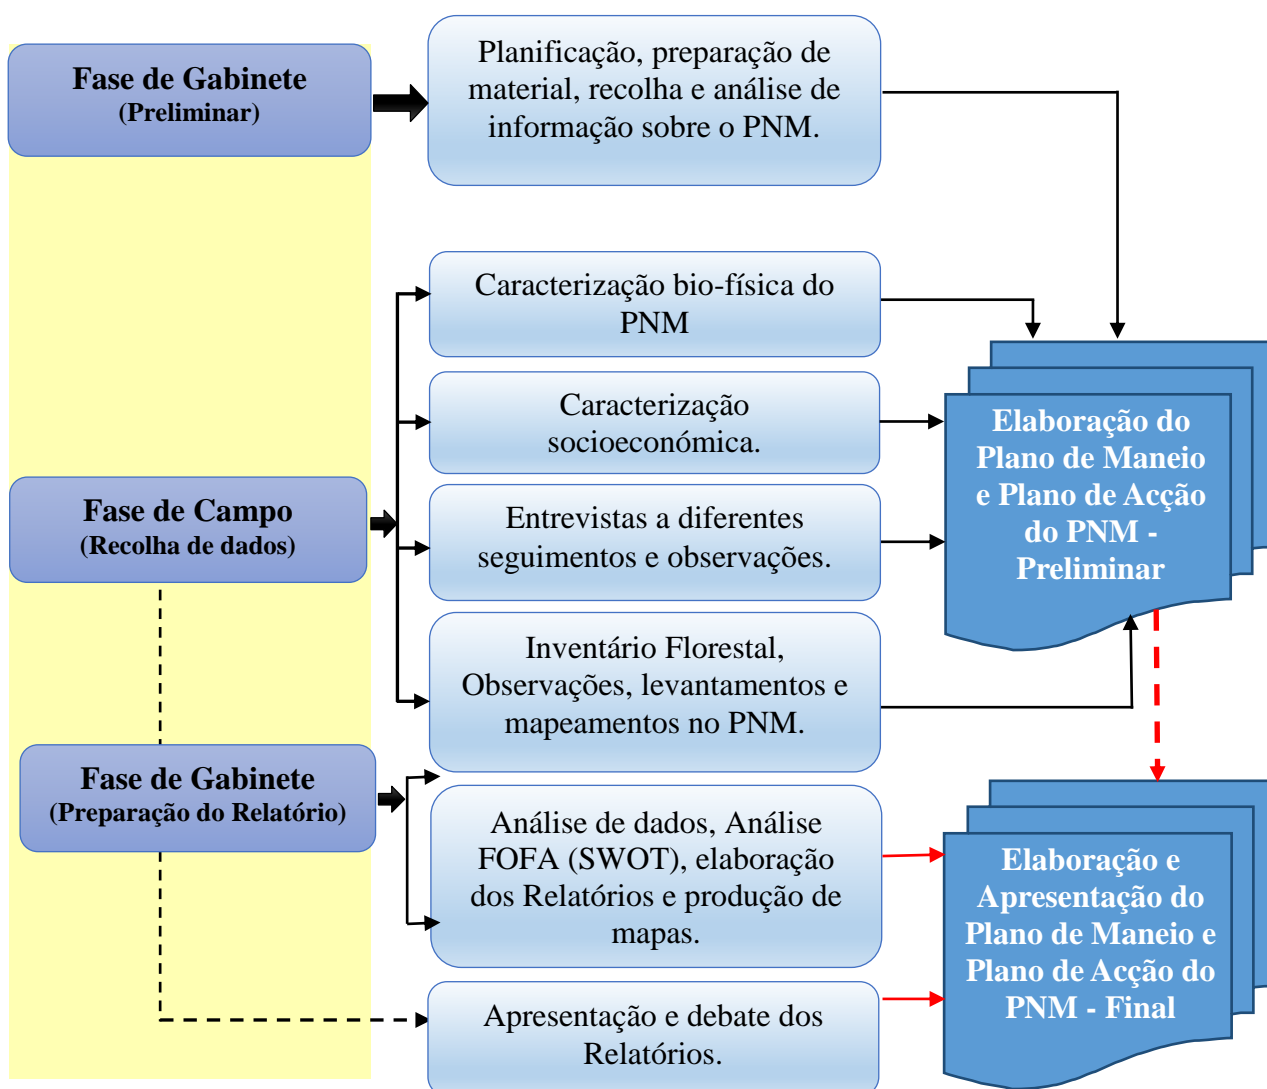 Fase de Gabinete
(Preliminar)
Planificação, preparação de
material, recolha e análise de
informação sobre o PNM.
Caracterização bio-física do
PNM
Caracterização
socioeconómica.
Elaboração do
Plano de Maneio
e Plano de Acção
do PNM -
Preliminar
Fase de Campo
(Recolha de dados)
Entrevistas a diferentes
seguimentos e observações.
Inventário Florestal,
Observações, levantamentos e
mapeamentos no PNM.
Fase de Gabinete
(Preparação do Relatório)
Análise de dados, Análise
FOFA (SWOT), elaboração
dos Relatórios e produção de
mapas.
Elaboração e
Apresentação do
Plano de Maneio e
Plano de Acção do
PNM - Final
Apresentação e debate dos
Relatórios.